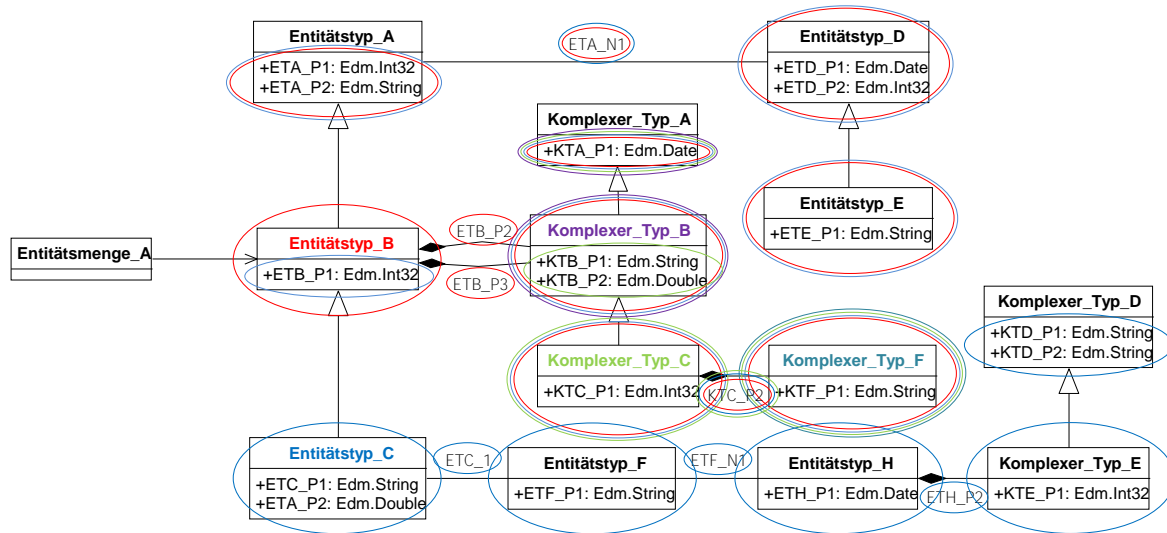 Entitätstyp_A
+ETA_P1: Edm.Int32
+ETA_P2: Edm.String
ETA_N1
Entitätstyp_D
+ETD_P1: Edm.Date
+ETD_P2: Edm.Int32
Komplexer_Typ_A
+KTA_P1: Edm.Date
Entitätstyp_E
+ETE_P1: Edm.String
Entitätsmenge_A
Entitätstyp_B
+ETB_P1: Edm.Int32
ETB_P2
ETB_P3
Komplexer_Typ_B
+KTB_P1: Edm.String
+KTB_P2: Edm.Double
Komplexer_Typ_D
+KTD_P1: Edm.String
+KTD_P2: Edm.String
Komplexer_Typ_C
+KTC_P1: Edm.Int32
KTC_P2
Komplexer_Typ_F
+KTF_P1: Edm.String
Entitätstyp_C
+ETC_P1: Edm.String
+ETA_P2: Edm.Double
ETC_1
Entitätstyp_F
+ETF_P1: Edm.String
ETF_N1
Entitätstyp_H
+ETH_P1: Edm.Date
ETH_P2
Komplexer_Typ_E
+KTE_P1: Edm.Int32